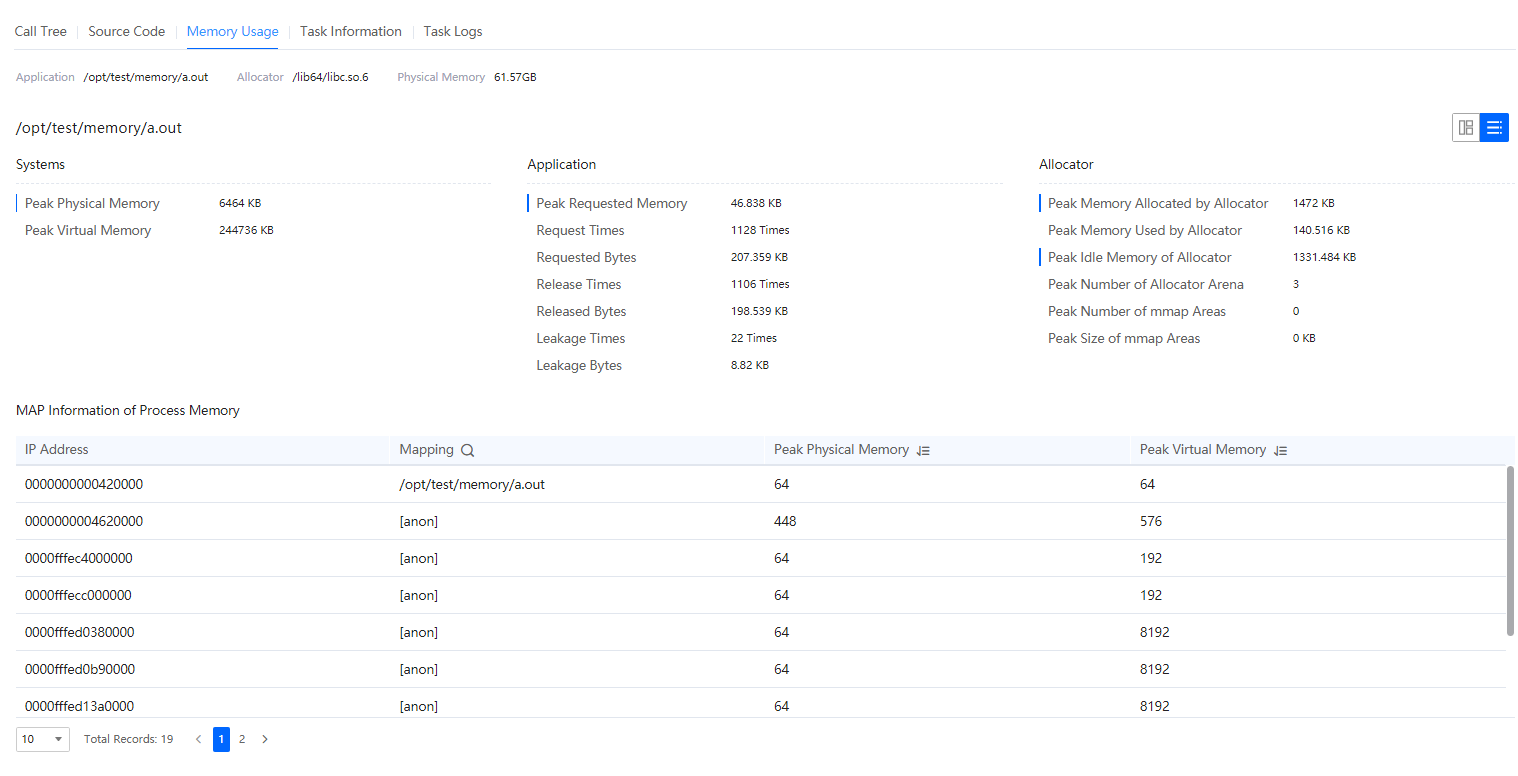 Call Tree Source Code Memory Usage Task Information Task Logs
Application /opt/test/memory/a.out Allocator /lib64/libc.so.6 Physical Memory 61.57GB
/opt/test/memory/a.out
Systems Application Allocator
Peak Physical Memory 6464 KB Peak Requested Memory 46.838 KB Peak Memory Allocated by Allocator 1472 KB
Peak Virtual Memory 244736 KB Request Times 1128 Times Peak Memory Used by Allocator 140.516 KB
Requested Bytes 207.359 KB Peak Idle Memory of Allocator 1331.484 KB
Release Times 1106 Times Peak Number of Allocator Arena 3
Released Bytes 198.539 KB Peak Number of mmap Areas 0
Leakage Times 22 Times Peak Size of mmap Areas 0 KB
Leakage Bytes 8.82 KB
MAP Information of Process Memory
IP Address Mapping Peak Physical Memory Peak Virtual Memory
0000000000420000 /opt/test/memory/a.out 64 64
0000000004620000 [anon] 448 576
0000fffec4000000 [anon] 64 192
0000fffecc000000 [anon] 64 192
0000fffed0380000 [anon] 64 8192
0000fffed0b90000 [anon] 64 8192
0000fffed13a0000 [anon] 64 8192
10 Total Records: 19 < 1 2 >